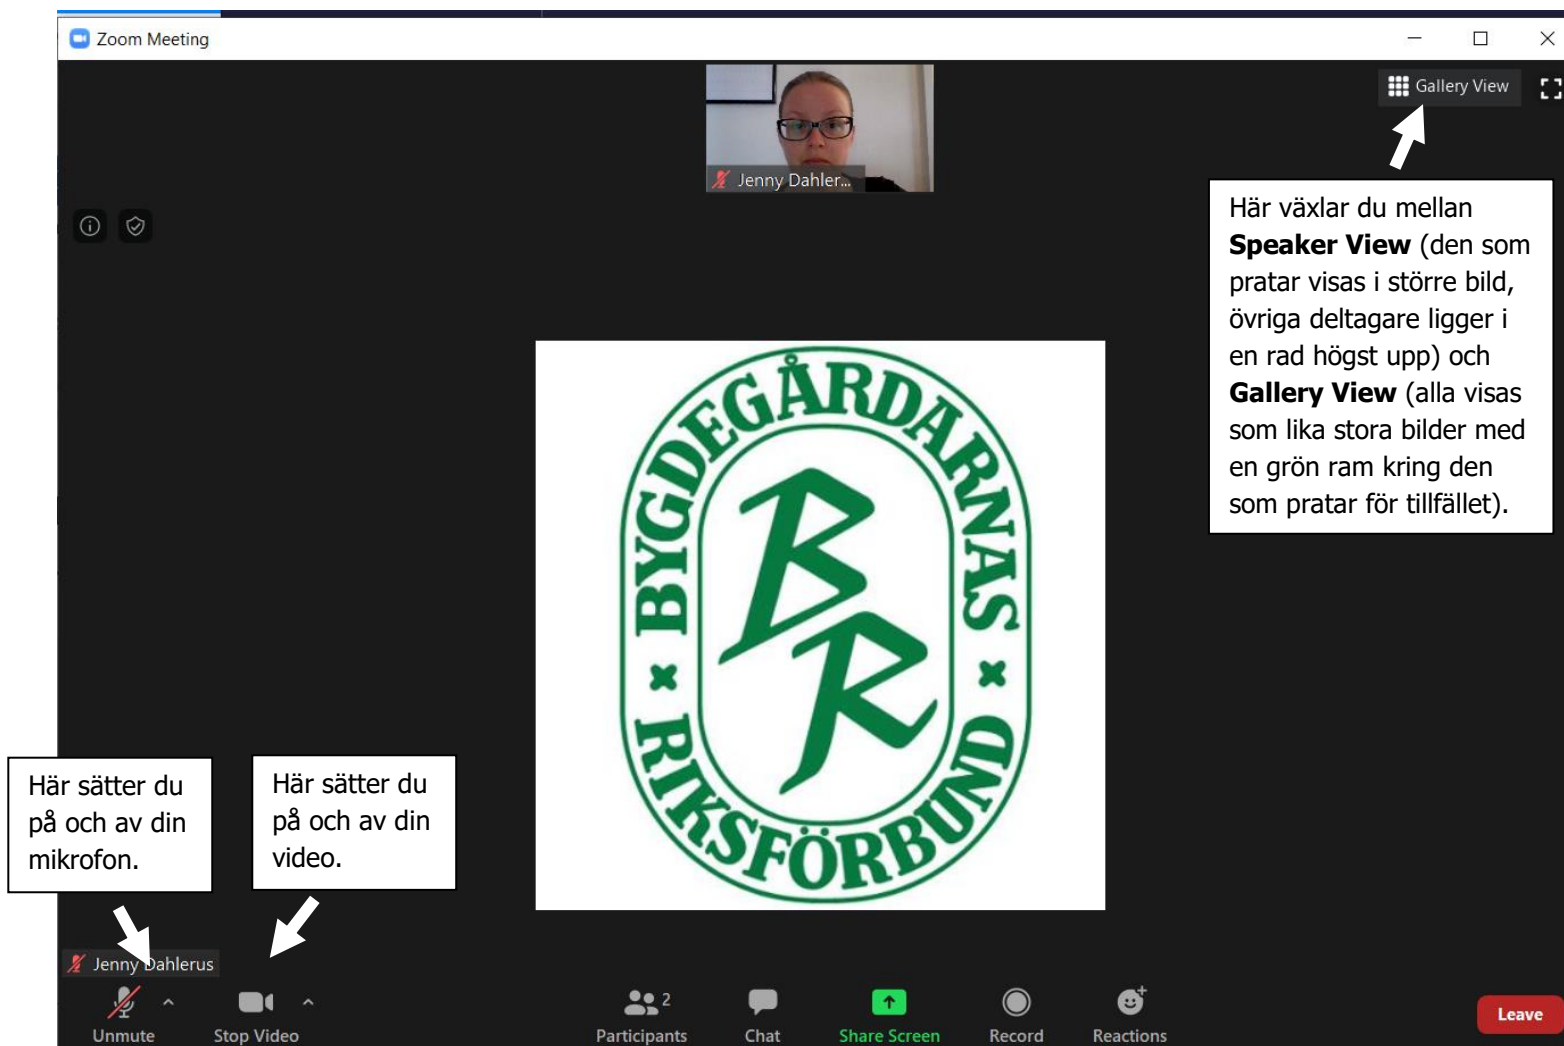 Zoom Meeting
Gallery View
Jenny Dahler...
Här växlar du mellan
Speaker View (den som
pratar visas i större bild,
övriga deltagare ligger i
en rad högst upp) och
Gallery View (alla visas
som lika stora bilder med
en grön ram kring den
som pratar för tillfället).
BYGDEGÅRDARNAS
BR
RIKSFÖRBUND
Här sätter du
på och av din
mikrofon.
Här sätter du
på och av din
video.
Jenny Dahlerus
Unmute
Stop Video
2
Participants
Chat
Share Screen
Record
Reactions
Leave